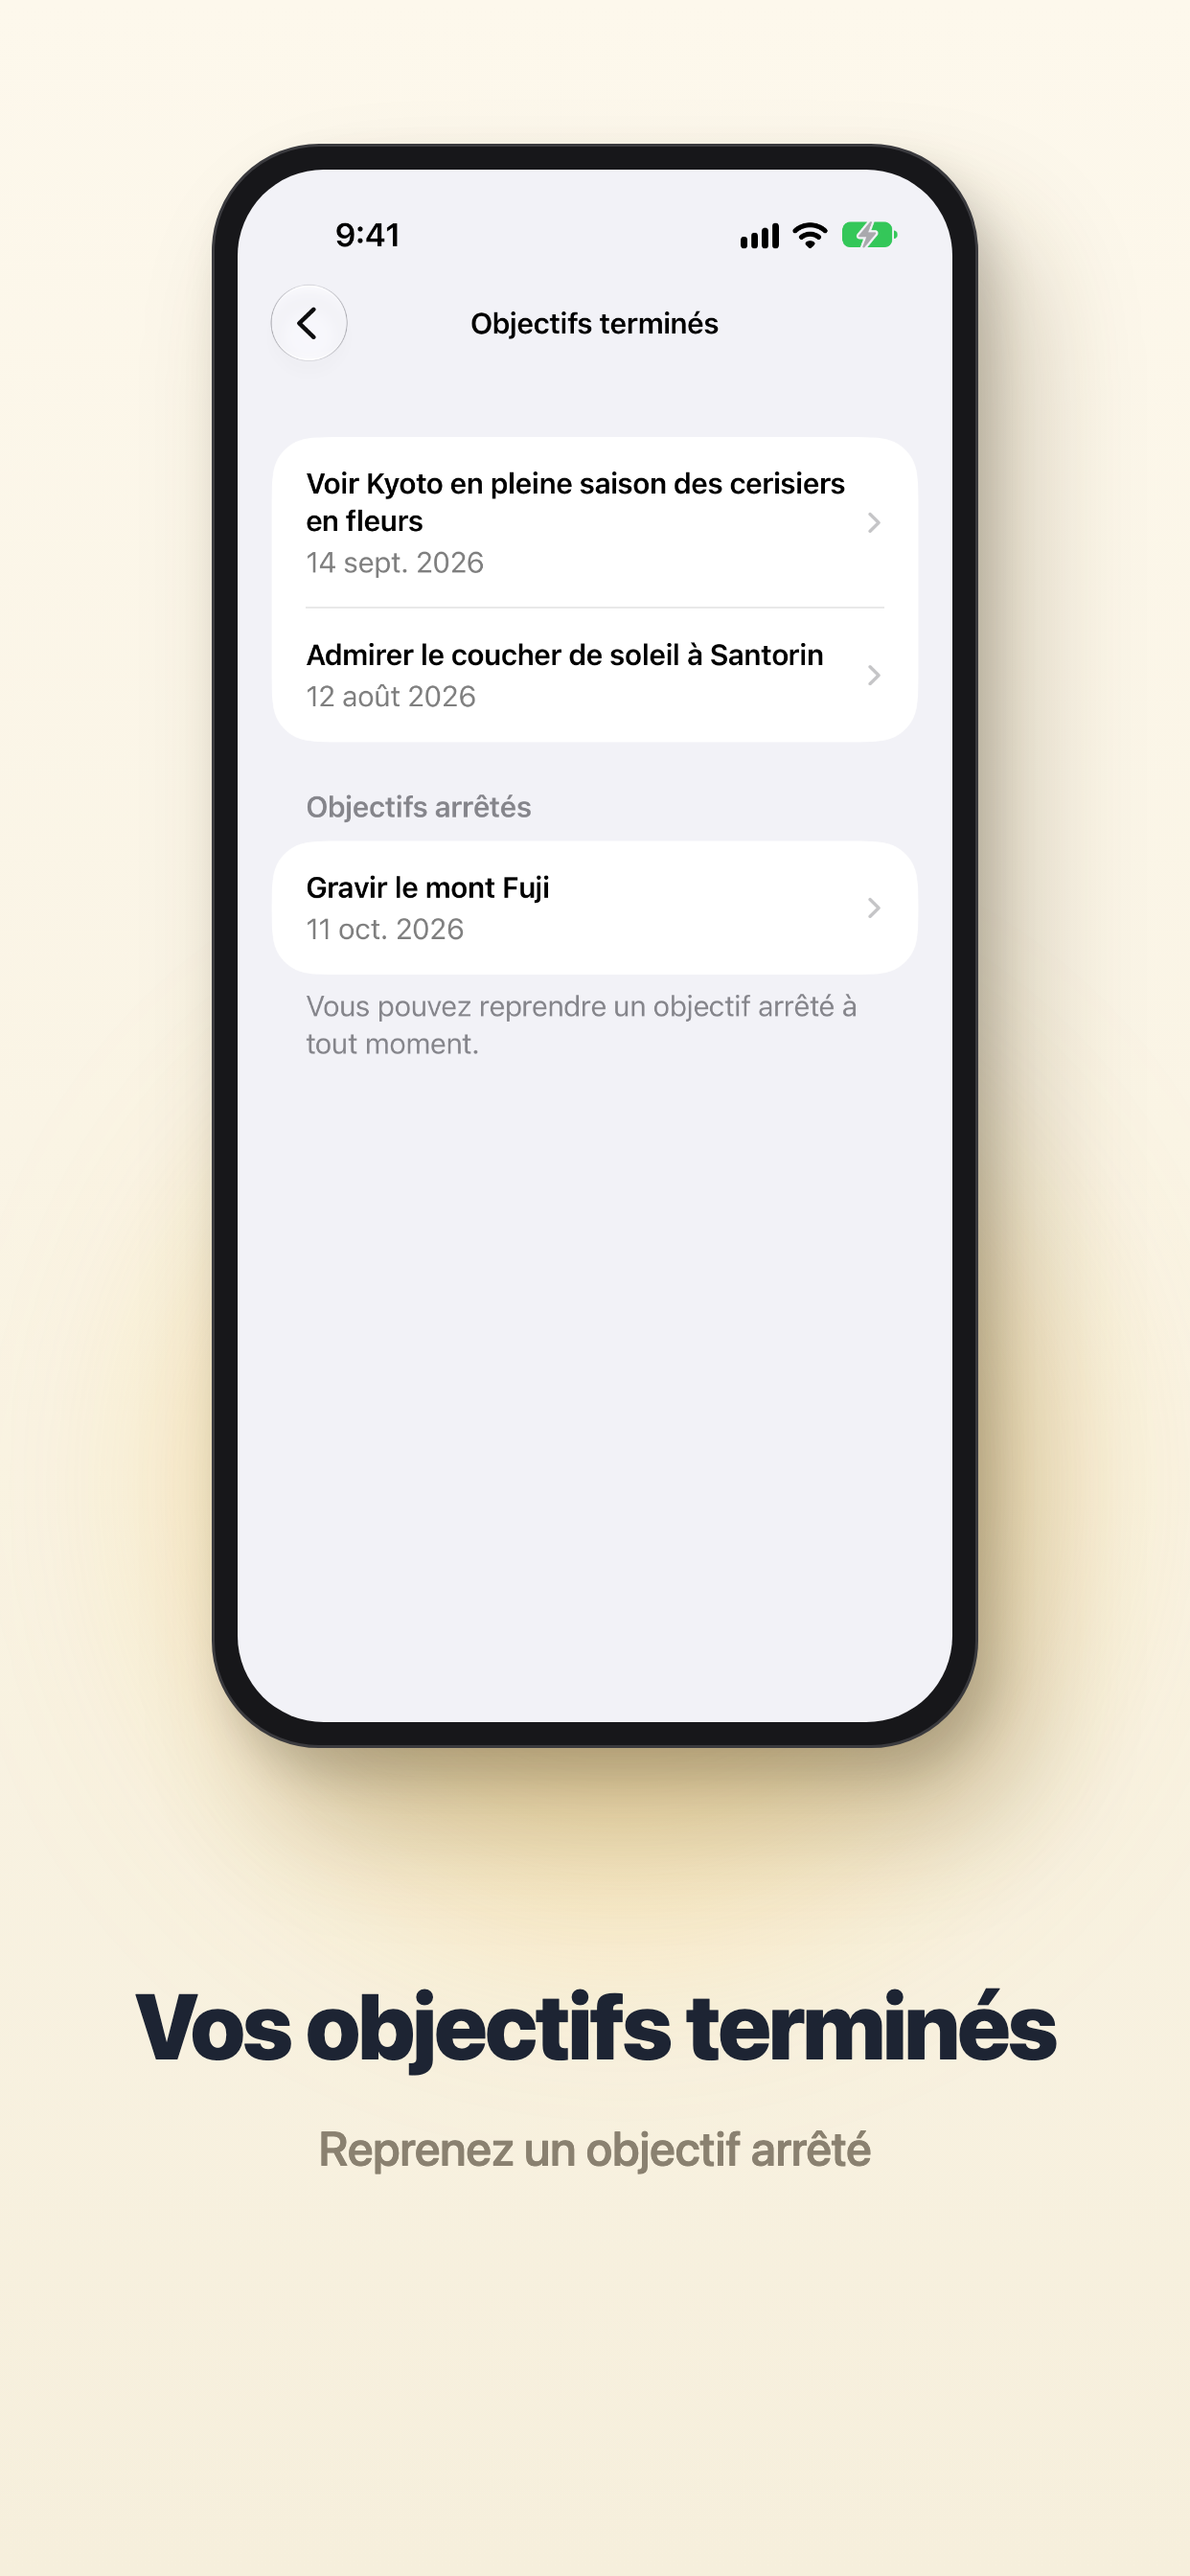 9:41
Objectifs terminés
Voir Kyoto en pleine saison des cerisiers
en fleurs
14 sept. 2026
Admirer le coucher de soleil à Santorin
12 août 2026
Objectifs arrêtés
Gravir le mont Fuji
11 oct. 2026
Vous pouvez reprendre un objectif arrêté à
tout moment.
Vos objectifs terminés
Reprenez un objectif arrêté